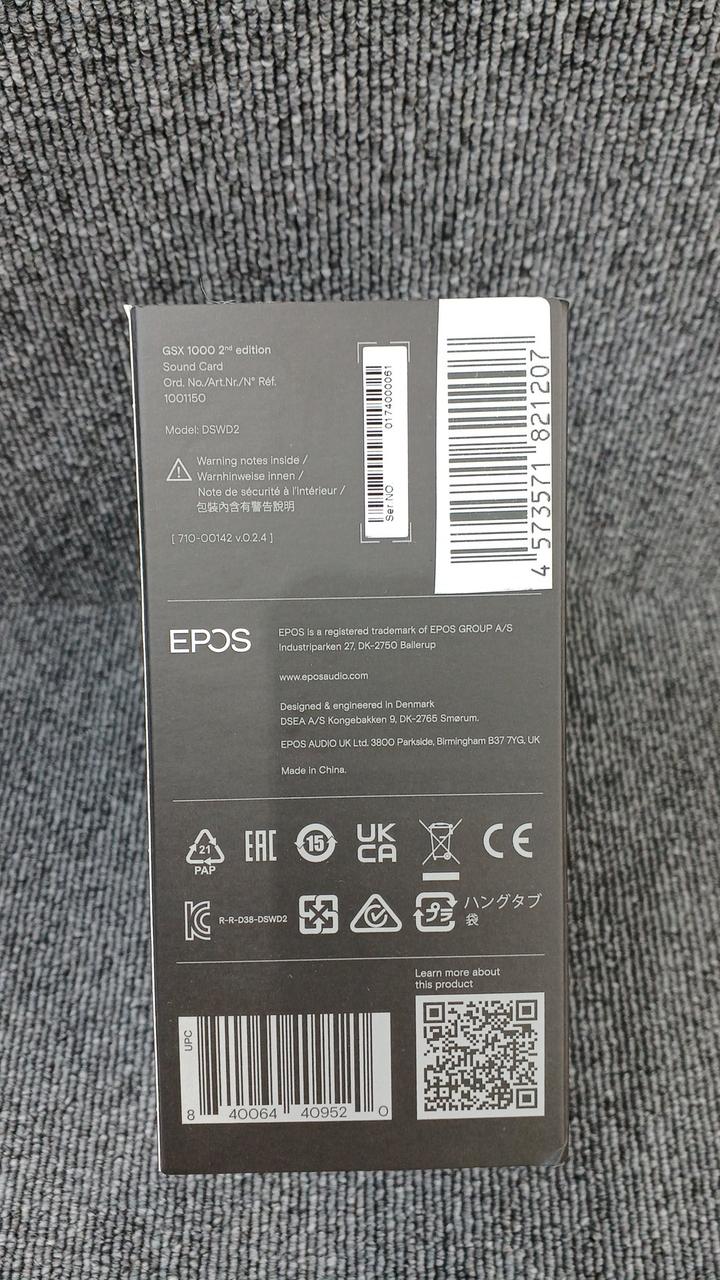 GSX 1000 2nd edition
Sound Card
Ord. No./Art.Nr./N° Réf.
1001150
Model: DSWD2
Warning notes inside /
Warnhinweise innen /
Note de sécurité à l'intérieur /
包裝內含有警告說明
[ 710-00142 v.0.2.4 ]
Ser.NO. 0174000061
4 573571 821207
EPOS
EPOS is a registered trademark of EPOS GROUP A/S
Industriparken 27, DK-2750 Ballerup
www.eposaudio.com
Designed & engineered in Denmark
DSEA A/S Kongebakken 9, DK-2765 Smørum.
EPOS AUDIO UK Ltd. 3800 Parkside, Birmingham B37 7YG, UK
Made in China.
21
PAP
EAC
15
UK
CA
CE
KC
R-R-D38-DSWD2
プラ
ハングタブ
袋
Learn more about
this product
UPC
8 40064 40952 0